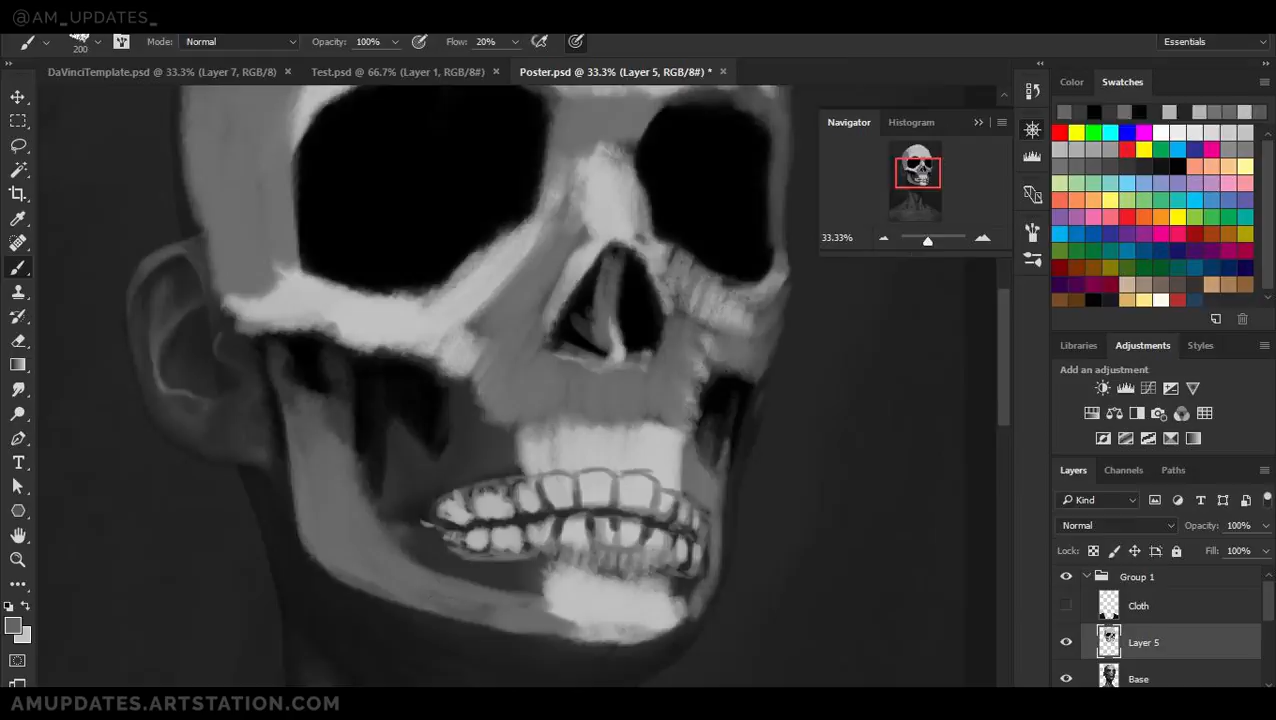 @AM_UPDATES_
200
Mode: Normal
Opacity: 100%
Flow: 20%
Essentials
DaVinciTemplate.psd @ 33.3% (Layer 7, RGB/8)
Test.psd @ 66.7% (Layer 1, RGB/8#)
Poster.psd @ 33.3% (Layer 5, RGB/8#) *
Color
Swatches
Navigator
Histogram
33.33%
Libraries
Adjustments
Styles
Add an adjustment
Layers
Channels
Paths
Kind
Normal
Opacity: 100%
Lock:
Fill: 100%
Group 1
Cloth
Layer 5
Base
AMUPDATES.ARTSTATION.COM